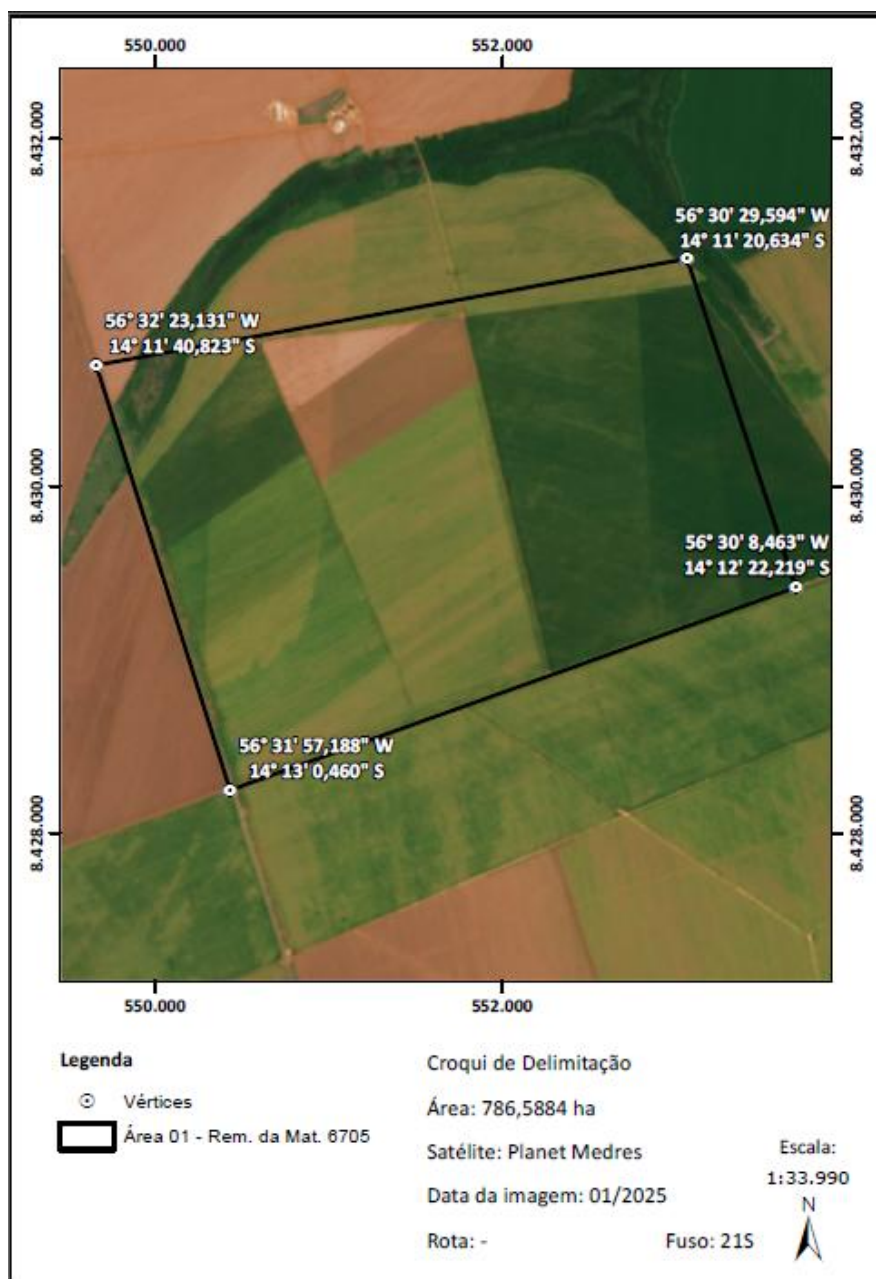 550.000
552.000
8.432.000
8.432.000
56° 30' 29,594" W
14° 11' 20,634" S
56° 32' 23,131" W
14° 11' 40,823" S
8.430.000
8.430.000
56° 30' 8,463" W
14° 12' 22,219" S
56° 31' 57,188" W
14° 13' 0,460" S
8.428.000
8.428.000
550.000
552.000
Legenda
Vértices
Área 01 - Rem. da Mat. 6705
Croqui de Delimitação
Área: 786,5884 ha
Satélite: Planet Medres
Data da imagem: 01/2025
Rota: -
Fuso: 21S
Escala:
1:33.990
N